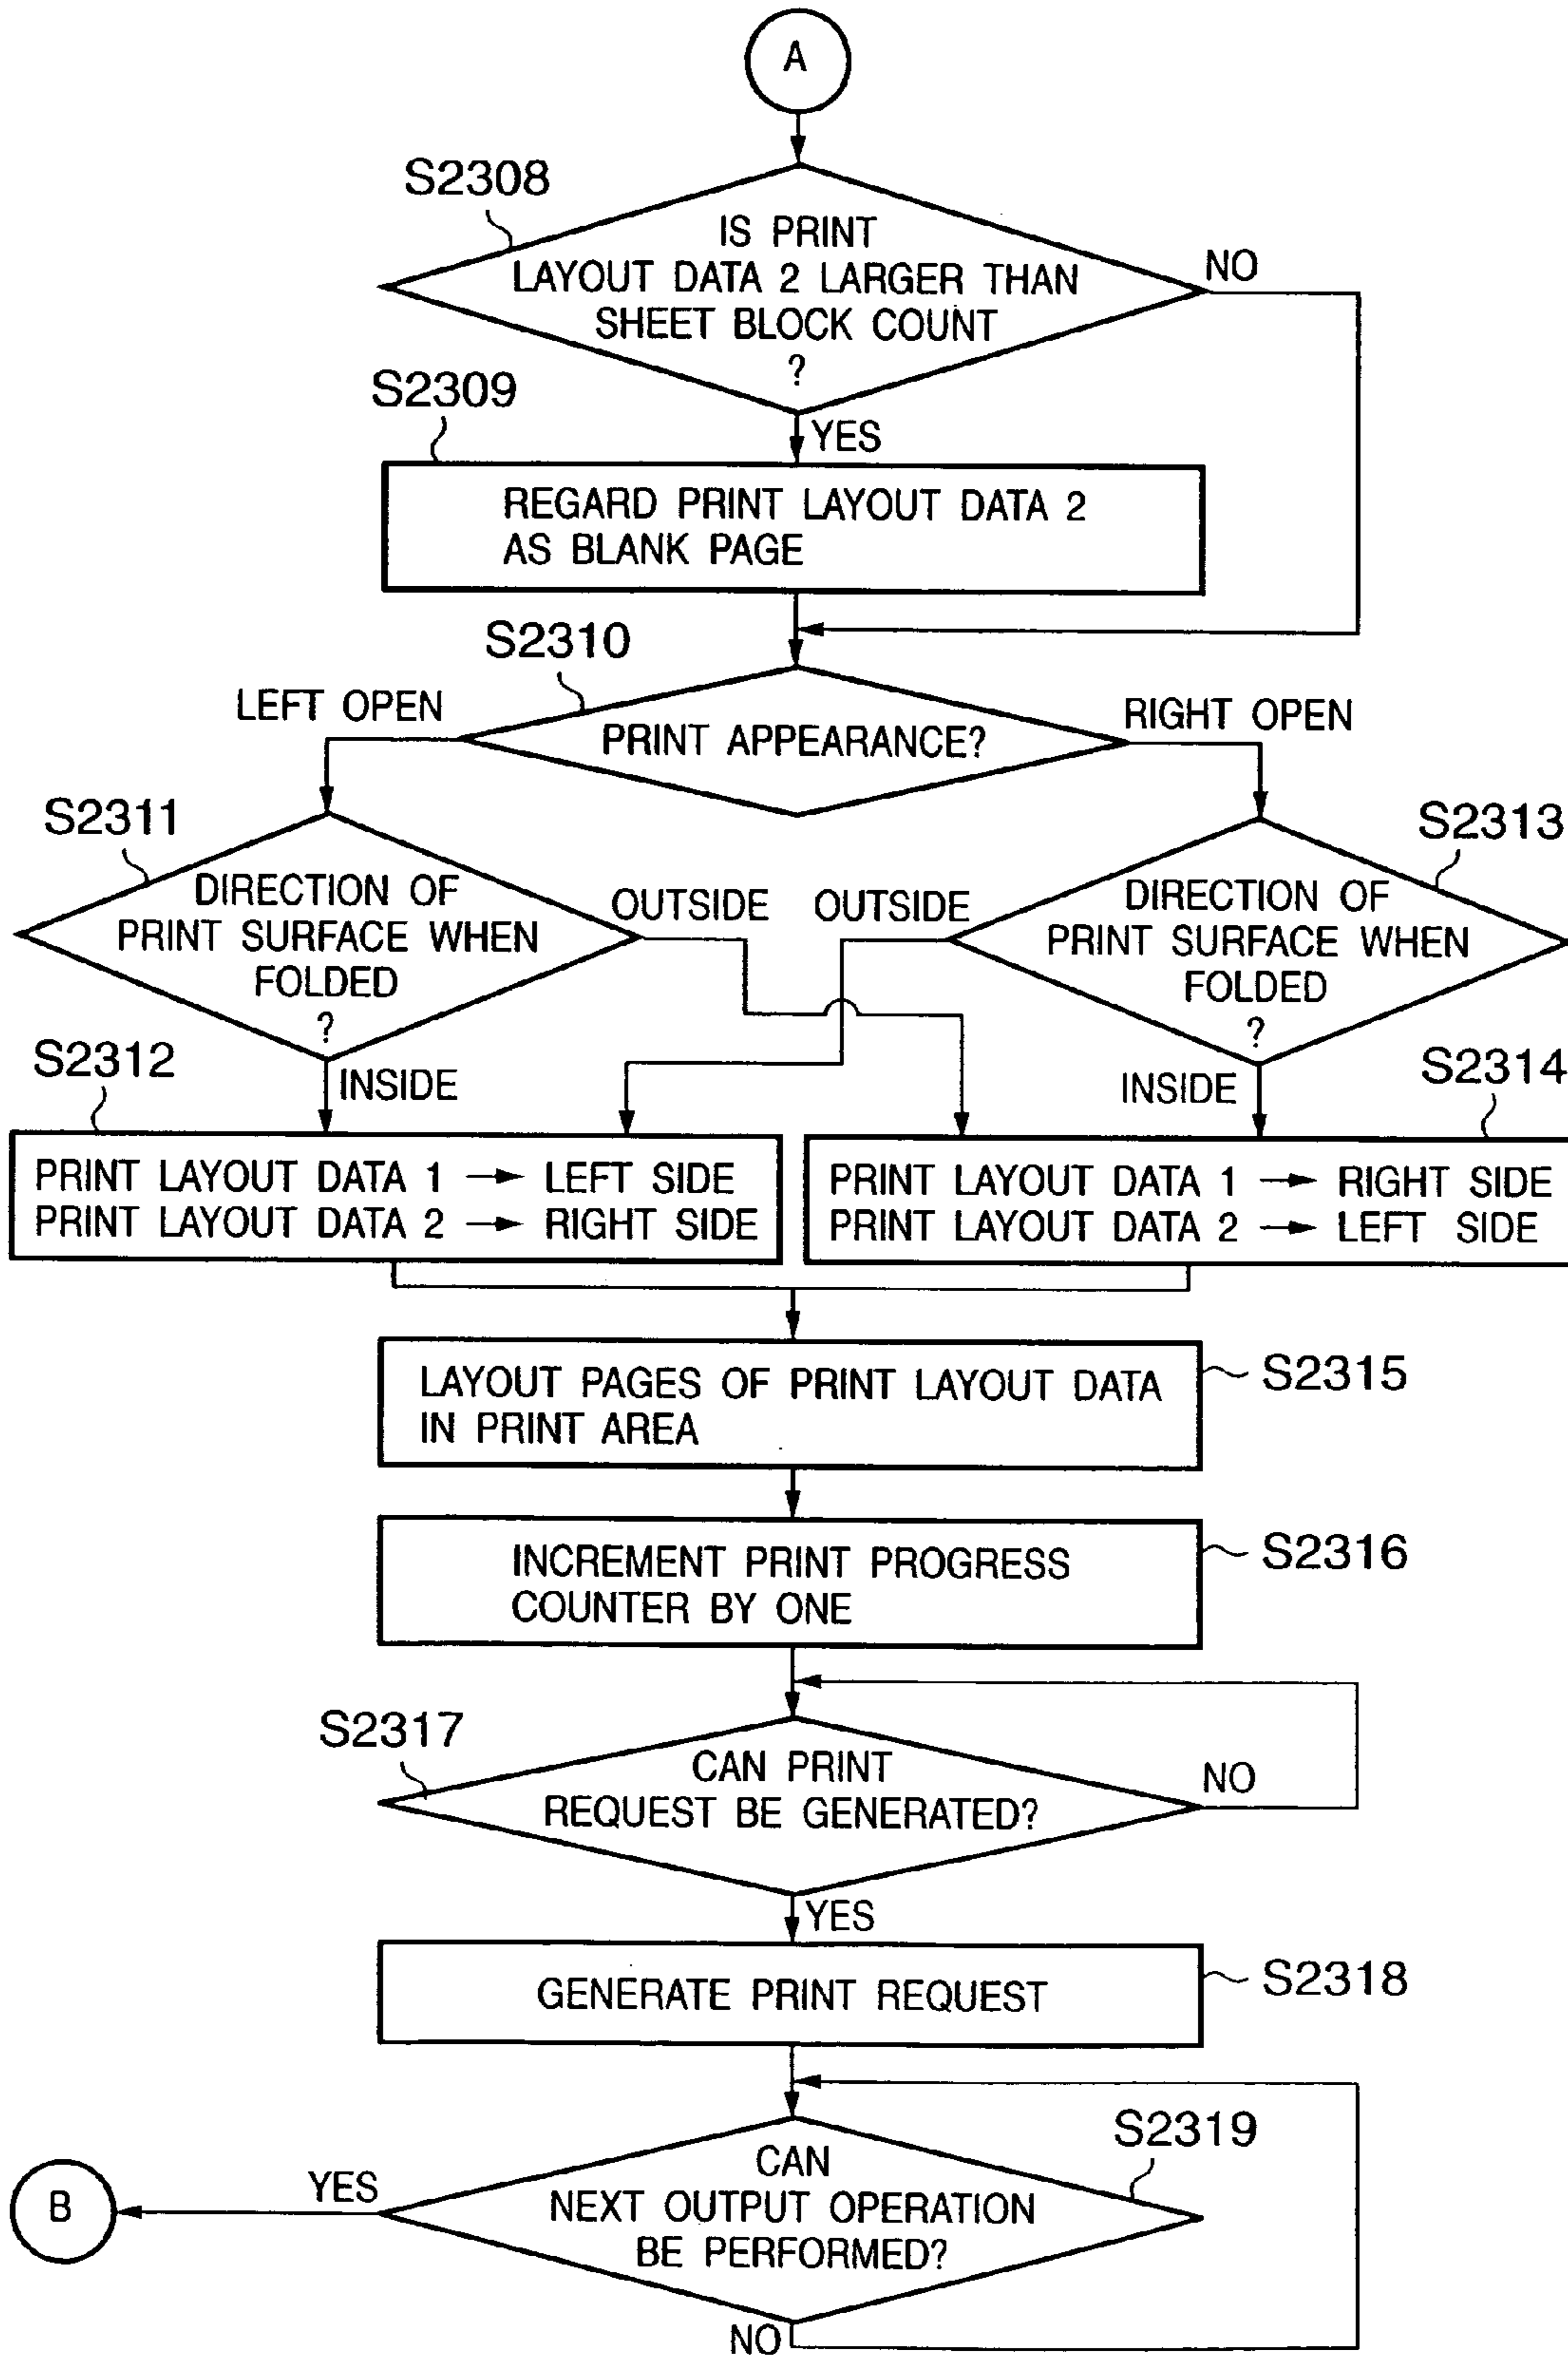 A
S2308
IS PRINT
LAYOUT DATA 2 LARGER THAN
SHEET BLOCK COUNT
?
NO
S2309
YES
REGARD PRINT LAYOUT DATA 2
AS BLANK PAGE
S2310
LEFT OPEN
PRINT APPEARANCE?
RIGHT OPEN
S2311
DIRECTION OF
PRINT SURFACE WHEN
FOLDED
?
OUTSIDE
OUTSIDE
S2313
DIRECTION OF
PRINT SURFACE WHEN
FOLDED
?
S2312
INSIDE
INSIDE
S2314
PRINT LAYOUT DATA 1 → LEFT SIDE
PRINT LAYOUT DATA 2 → RIGHT SIDE
PRINT LAYOUT DATA 1 → RIGHT SIDE
PRINT LAYOUT DATA 2 → LEFT SIDE
LAYOUT PAGES OF PRINT LAYOUT DATA
IN PRINT AREA
S2315
INCREMENT PRINT PROGRESS
COUNTER BY ONE
S2316
S2317
CAN PRINT
REQUEST BE GENERATED?
NO
YES
GENERATE PRINT REQUEST
S2318
S2319
CAN
NEXT OUTPUT OPERATION
BE PERFORMED?
YES
B
NO